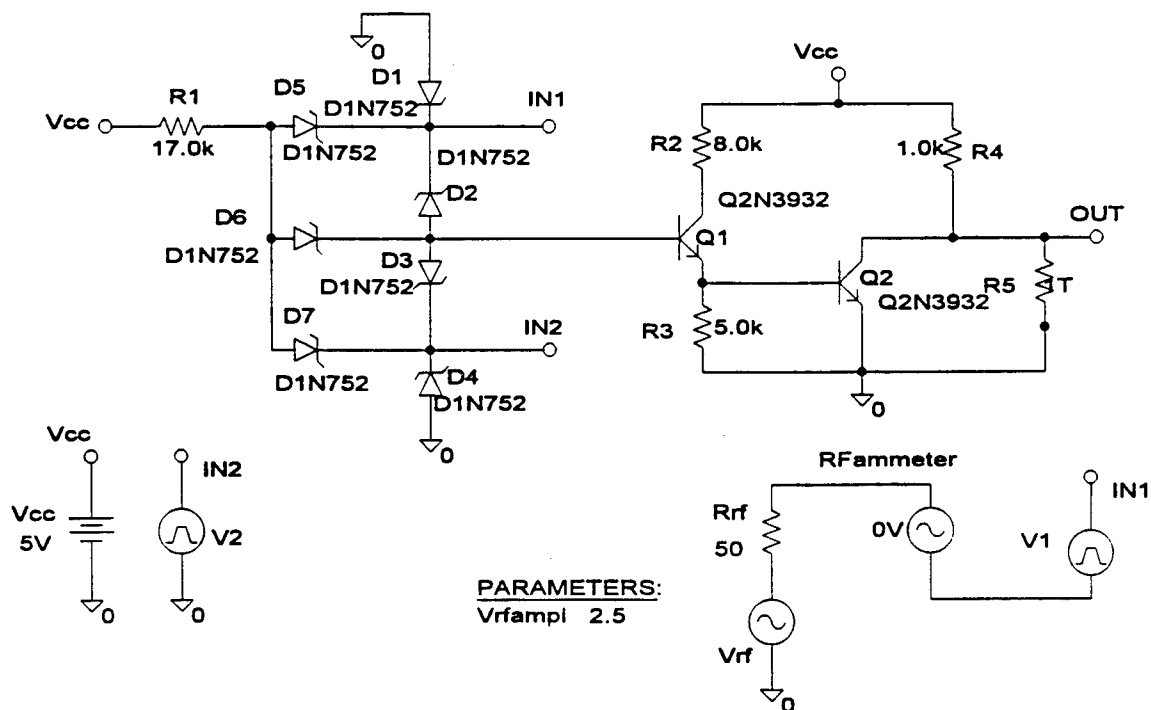 0
Vcc
D1
D5
R1
D1N752
IN1
Vcc
17.0k
D1N752
D1N752
R2
8.0k
1.0k
R4
D2
Q2N3932
D6
OUT
D1N752
D3
Q1
D1N752
Q2
R5
1T
Q2N3932
D7
IN2
R3
5.0k
D1N752
D4
D1N752
0
0
Vcc
IN2
RFammeter
IN1
Vcc
5V
V2
Rrf
50
0V
V1
PARAMETERS:
Vrfampl 2.5
0
0
Vrf
0